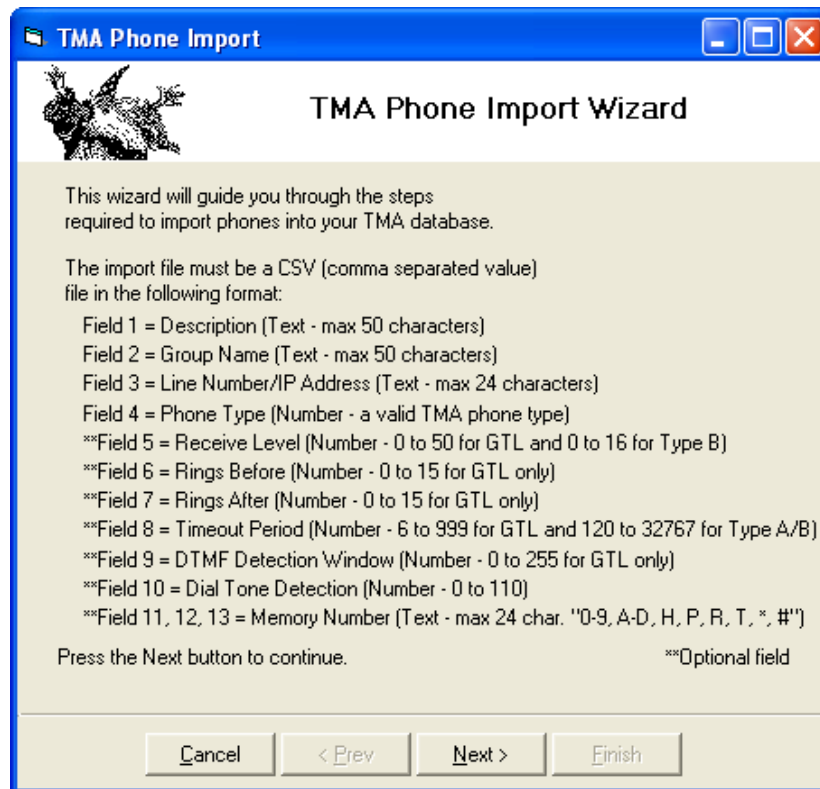 TMA Phone Import
TMA Phone Import Wizard
This wizard will guide you through the steps
required to import phones into your TMA database.
The import file must be a CSV (comma separated value)
file in the following format:
Field 1 = Description (Text - max 50 characters)
Field 2 = Group Name (Text - max 50 characters)
Field 3 = Line Number/IP Address (Text - max 24 characters)
Field 4 = Phone Type (Number - a valid TMA phone type)
**Field 5 = Receive Level (Number - 0 to 50 for GTL and 0 to 16 for Type B)
**Field 6 = Rings Before (Number - 0 to 15 for GTL only)
**Field 7 = Rings After (Number - 0 to 15 for GTL only)
**Field 8 = Timeout Period (Number - 6 to 999 for GTL and 120 to 32767 for Type A/B)
**Field 9 = DTMF Detection Window (Number - 0 to 255 for GTL only)
**Field 10 = Dial Tone Detection (Number - 0 to 110)
**Field 11, 12, 13 = Memory Number (Text - max 24 char. "0-9, A-D, H, P, R, T, *, #")
Press the Next button to continue. **Optional field
Cancel < Prev Next > Finish